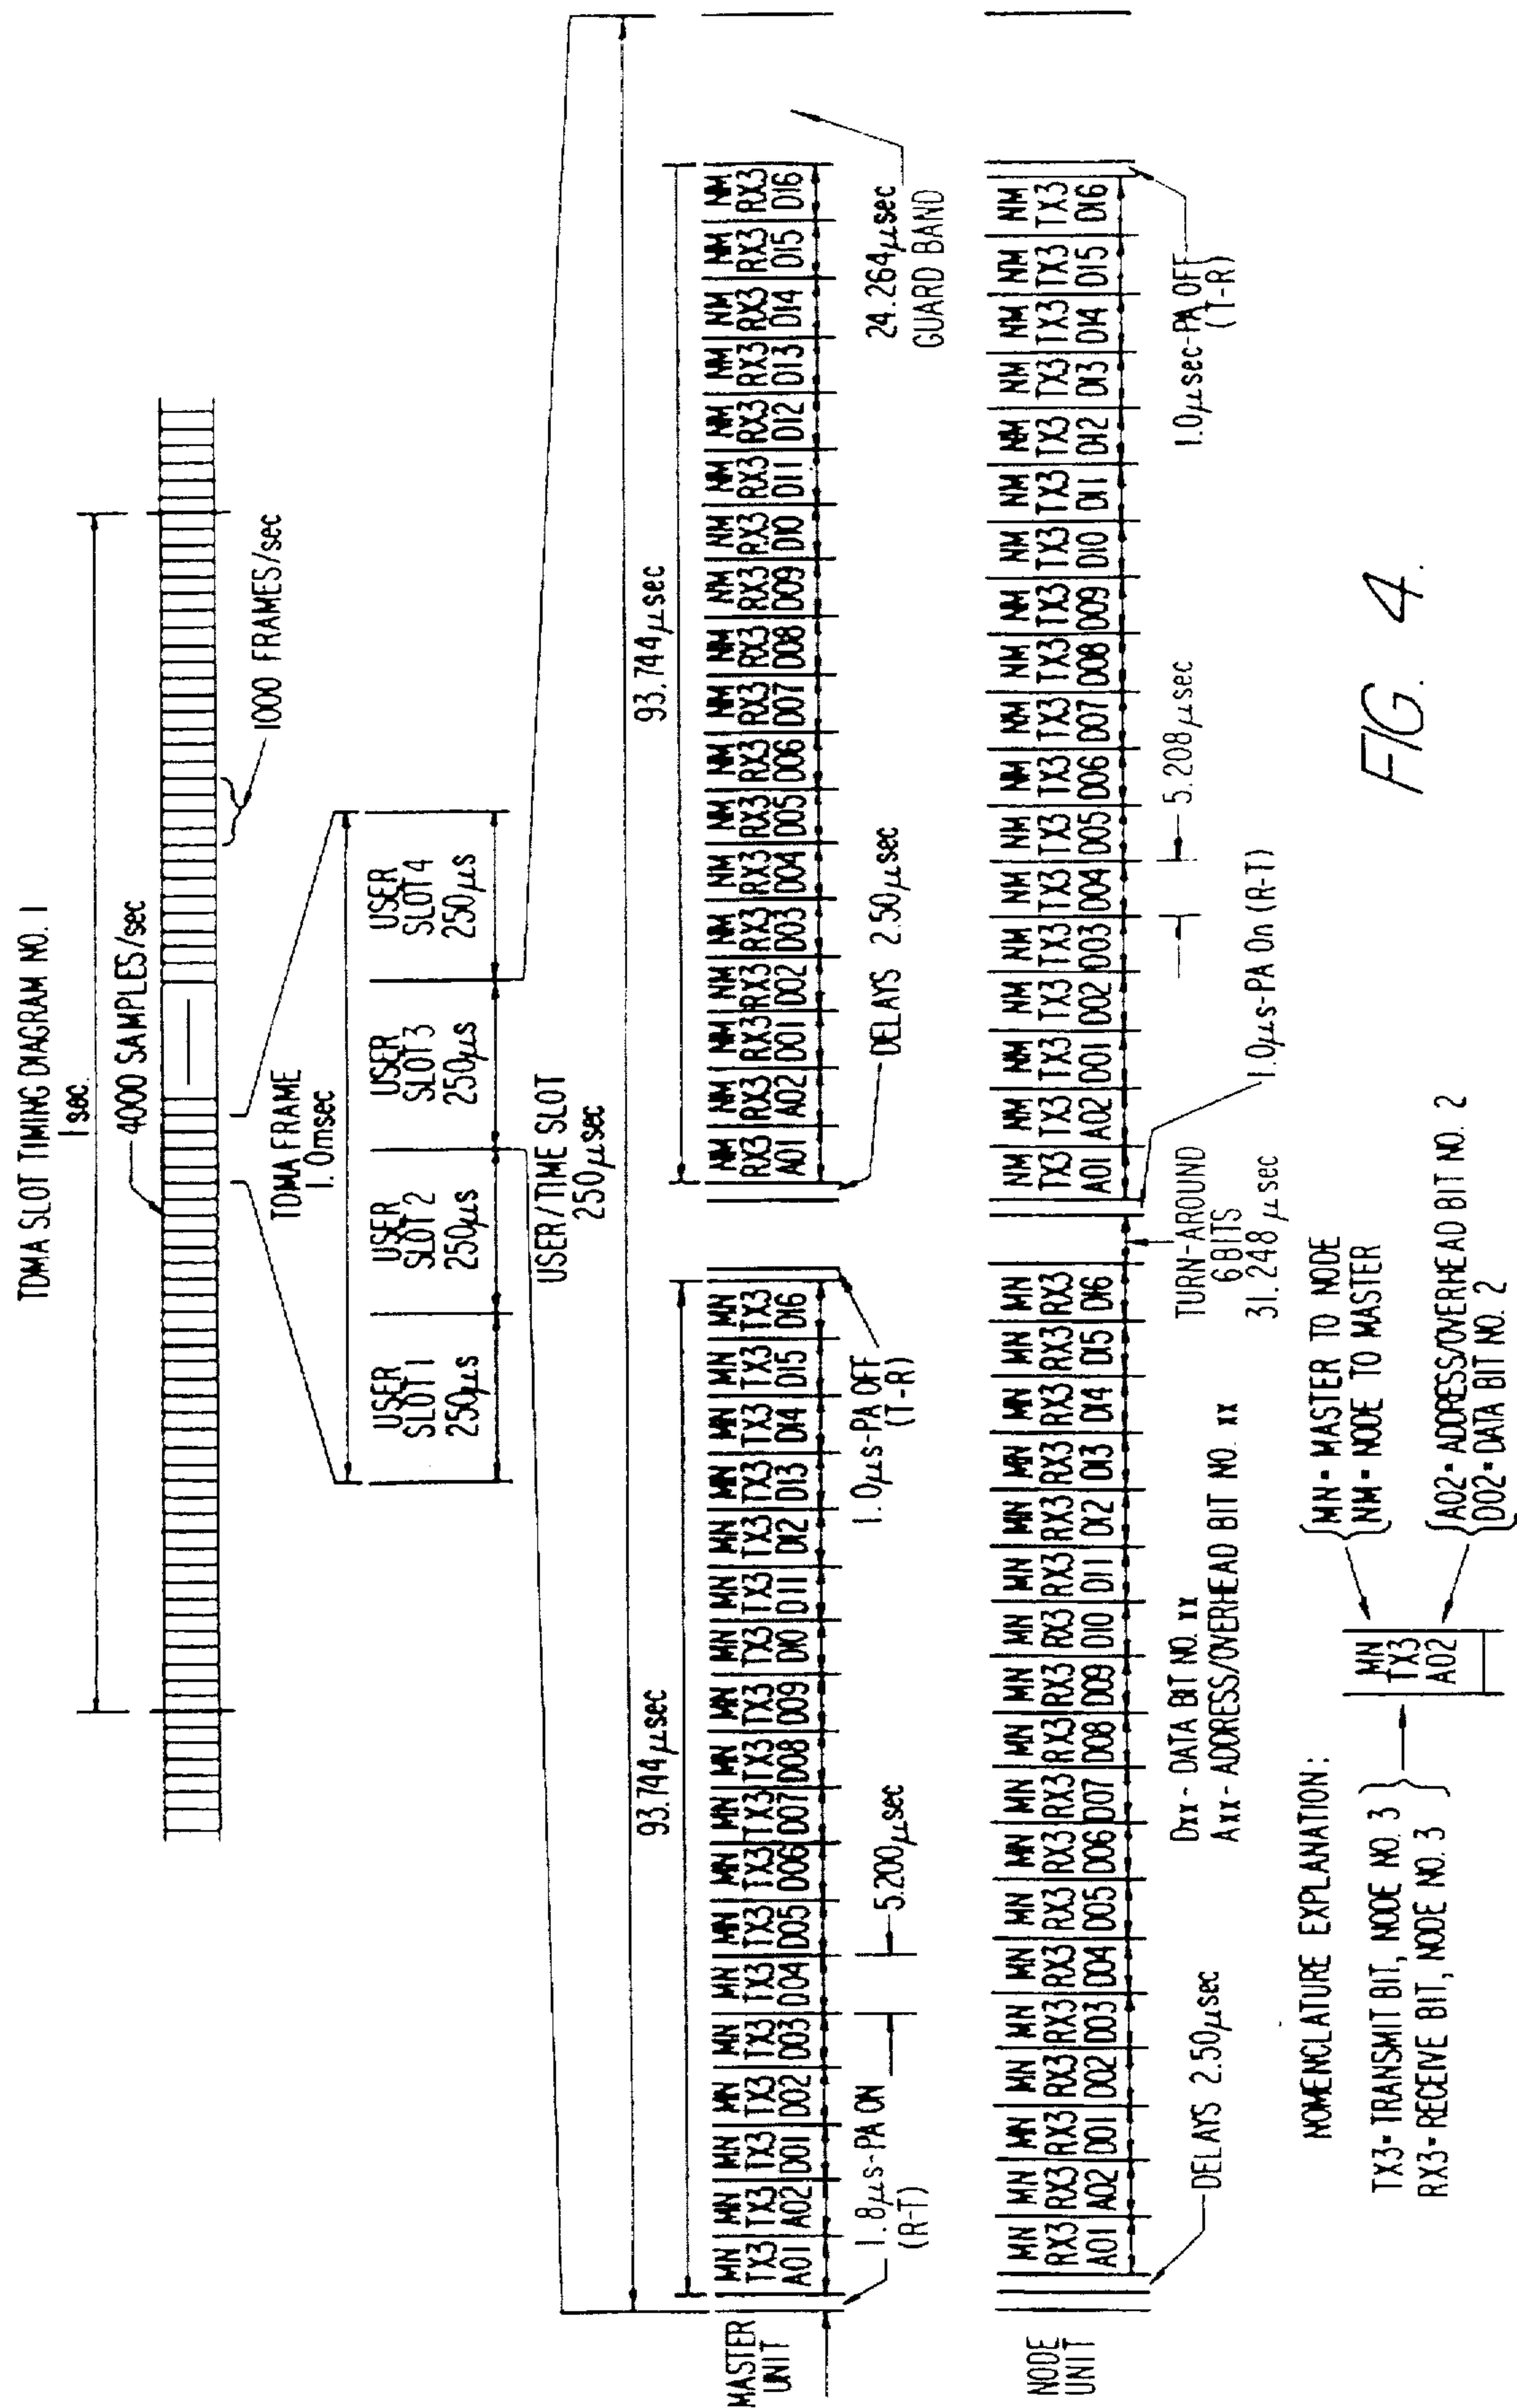 TDMA SLOT TIMING DIAGRAM NO. 1
1 sec.
4000 SAMPLES/sec
1000 FRAMES/sec
TDMA FRAME
1.0msec
USER
SLOT 1
250µs
USER
SLOT 2
250µs
USER
SLOT 3
250µs
USER
SLOT 4
250µs
USER/TIME SLOT
250µsec
93.744µsec
93.744µsec
MASTER
UNIT
MN MN MN MN MN MN MN MN MN MN MN MN MN MN MN MN MN MN
TX3 TX3 TX3 TX3 TX3 TX3 TX3 TX3 TX3 TX3 TX3 TX3 TX3 TX3 TX3 TX3 TX3 TX3
A01 A02 D01 D02 D03 D04 D05 D06 D07 D08 D09 D10 D11 D12 D13 D14 D15 D16
NM NM NM NM NM NM NM NM NM NM NM NM NM NM NM NM NM NM
RX3 RX3 RX3 RX3 RX3 RX3 RX3 RX3 RX3 RX3 RX3 RX3 RX3 RX3 RX3 RX3 RX3 RX3
A01 A02 D01 D02 D03 D04 D05 D06 D07 D08 D09 D10 D11 D12 D13 D14 D15 D16
1.8µs-PA ON
(R-T)
5.200µsec
1.0µs-PA OFF
(T-R)
DELAYS 2.50µsec
24.264µsec
GUARD BAND
NODE
UNIT
MN MN MN MN MN MN MN MN MN MN MN MN MN MN MN MN MN MN
RX3 RX3 RX3 RX3 RX3 RX3 RX3 RX3 RX3 RX3 RX3 RX3 RX3 RX3 RX3 RX3 RX3 RX3
A01 A02 D01 D02 D03 D04 D05 D06 D07 D08 D09 D10 D11 D12 D13 D14 D15 D16
NM NM NM NM NM NM NM NM NM NM NM NM NM NM NM NM NM NM
TX3 TX3 TX3 TX3 TX3 TX3 TX3 TX3 TX3 TX3 TX3 TX3 TX3 TX3 TX3 TX3 TX3 TX3
A01 A02 D01 D02 D03 D04 D05 D06 D07 D08 D09 D10 D11 D12 D13 D14 D15 D16
DELAYS 2.50µsec
Dxx - DATA BIT NO. xx
Axx - ADDRESS/OVERHEAD BIT NO. xx
TURN-AROUND
6 BITS
31.248µsec
1.0µs-PA On (R-T)
5.208µsec
1.0µsec-PA OFF
(T-R)
NOMENCLATURE EXPLANATION:
TX3=TRANSMIT BIT, NODE NO. 3
RX3=RECEIVE BIT, NODE NO. 3
MN
TX3
A02
MN=MASTER TO NODE
NM=NODE TO MASTER
A02=ADDRESS/OVERHEAD BIT NO. 2
D02=DATA BIT NO. 2
FIG. 4.